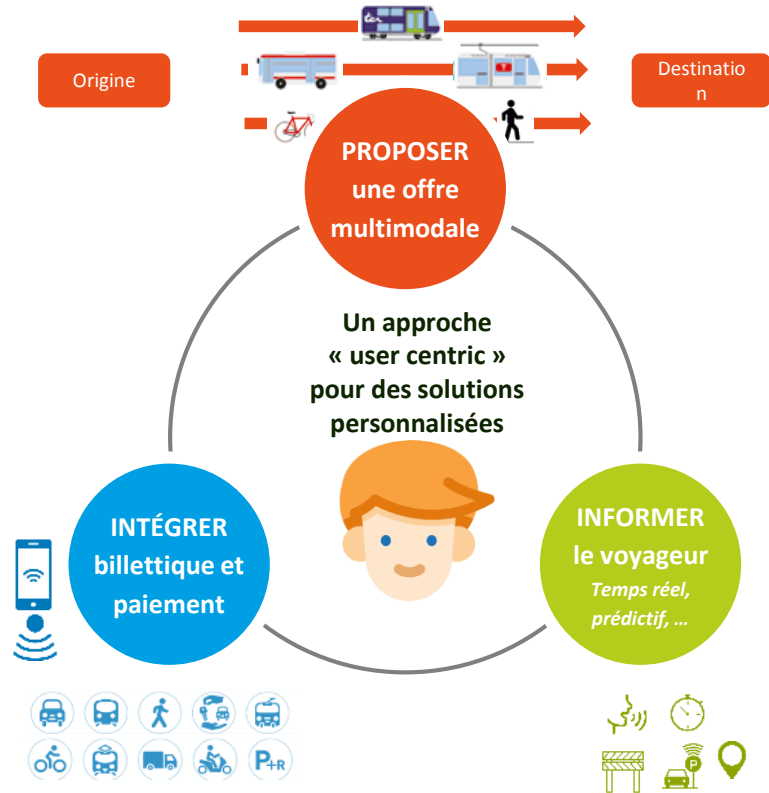 ter
Origine
Destinatio
n
T
PROPOSER
une offre
multimodale
Un approche
« user centric »
pour des solutions
personnalisées
INTÉGRER
billettique et
paiement
INFORMER
le voyageur
Temps réel,
prédictif, ...
P+R
P